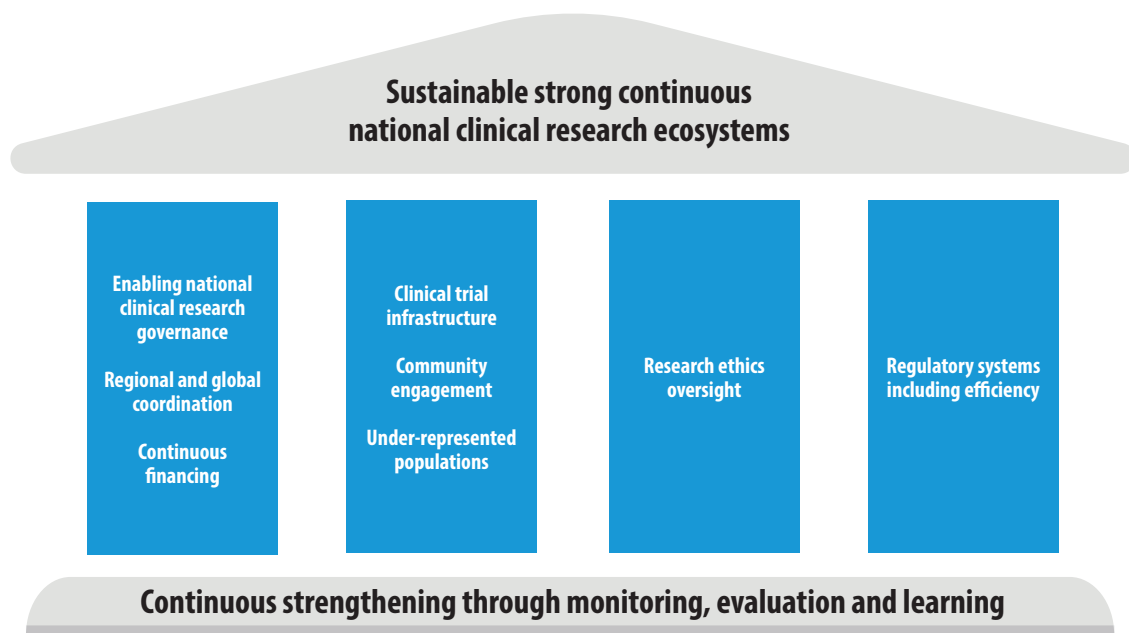 Sustainable strong continuous
national clinical research ecosystems
Enabling national
clinical research
governance
Regional and global
coordination
Continuous
financing
Clinical trial
infrastructure
Community
engagement
Under-represented
populations
Research ethics
oversight
Regulatory systems
including efficiency
Continuous strengthening through monitoring, evaluation and learning